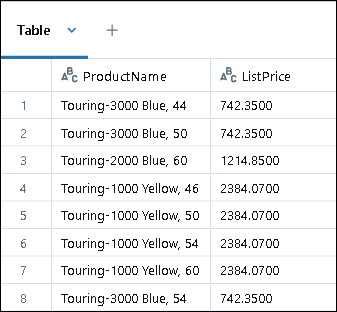 Table +
ABC ProductName ABC ListPrice
1 Touring-3000 Blue, 44 742.3500
2 Touring-3000 Blue, 50 742.3500
3 Touring-2000 Blue, 60 1214.8500
4 Touring-1000 Yellow, 46 2384.0700
5 Touring-1000 Yellow, 50 2384.0700
6 Touring-1000 Yellow, 54 2384.0700
7 Touring-1000 Yellow, 60 2384.0700
8 Touring-3000 Blue, 54 742.3500